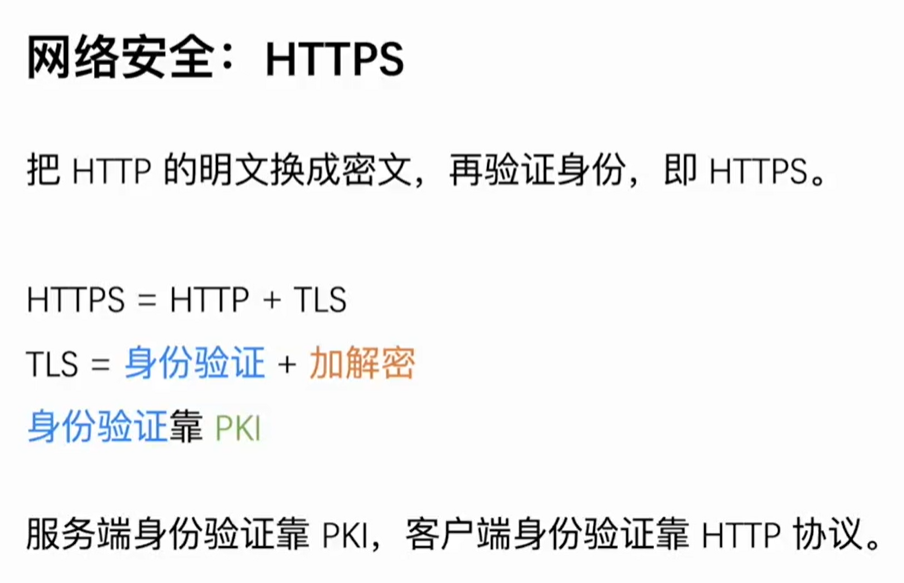 网络安全：HTTPS
把 HTTP 的明文换成密文，再验证身份，即 HTTPS。
HTTPS = HTTP + TLS
TLS = 身份验证 + 加解密
身份验证靠 PKI
服务端身份验证靠 PKI，客户端身份验证靠 HTTP 协议。